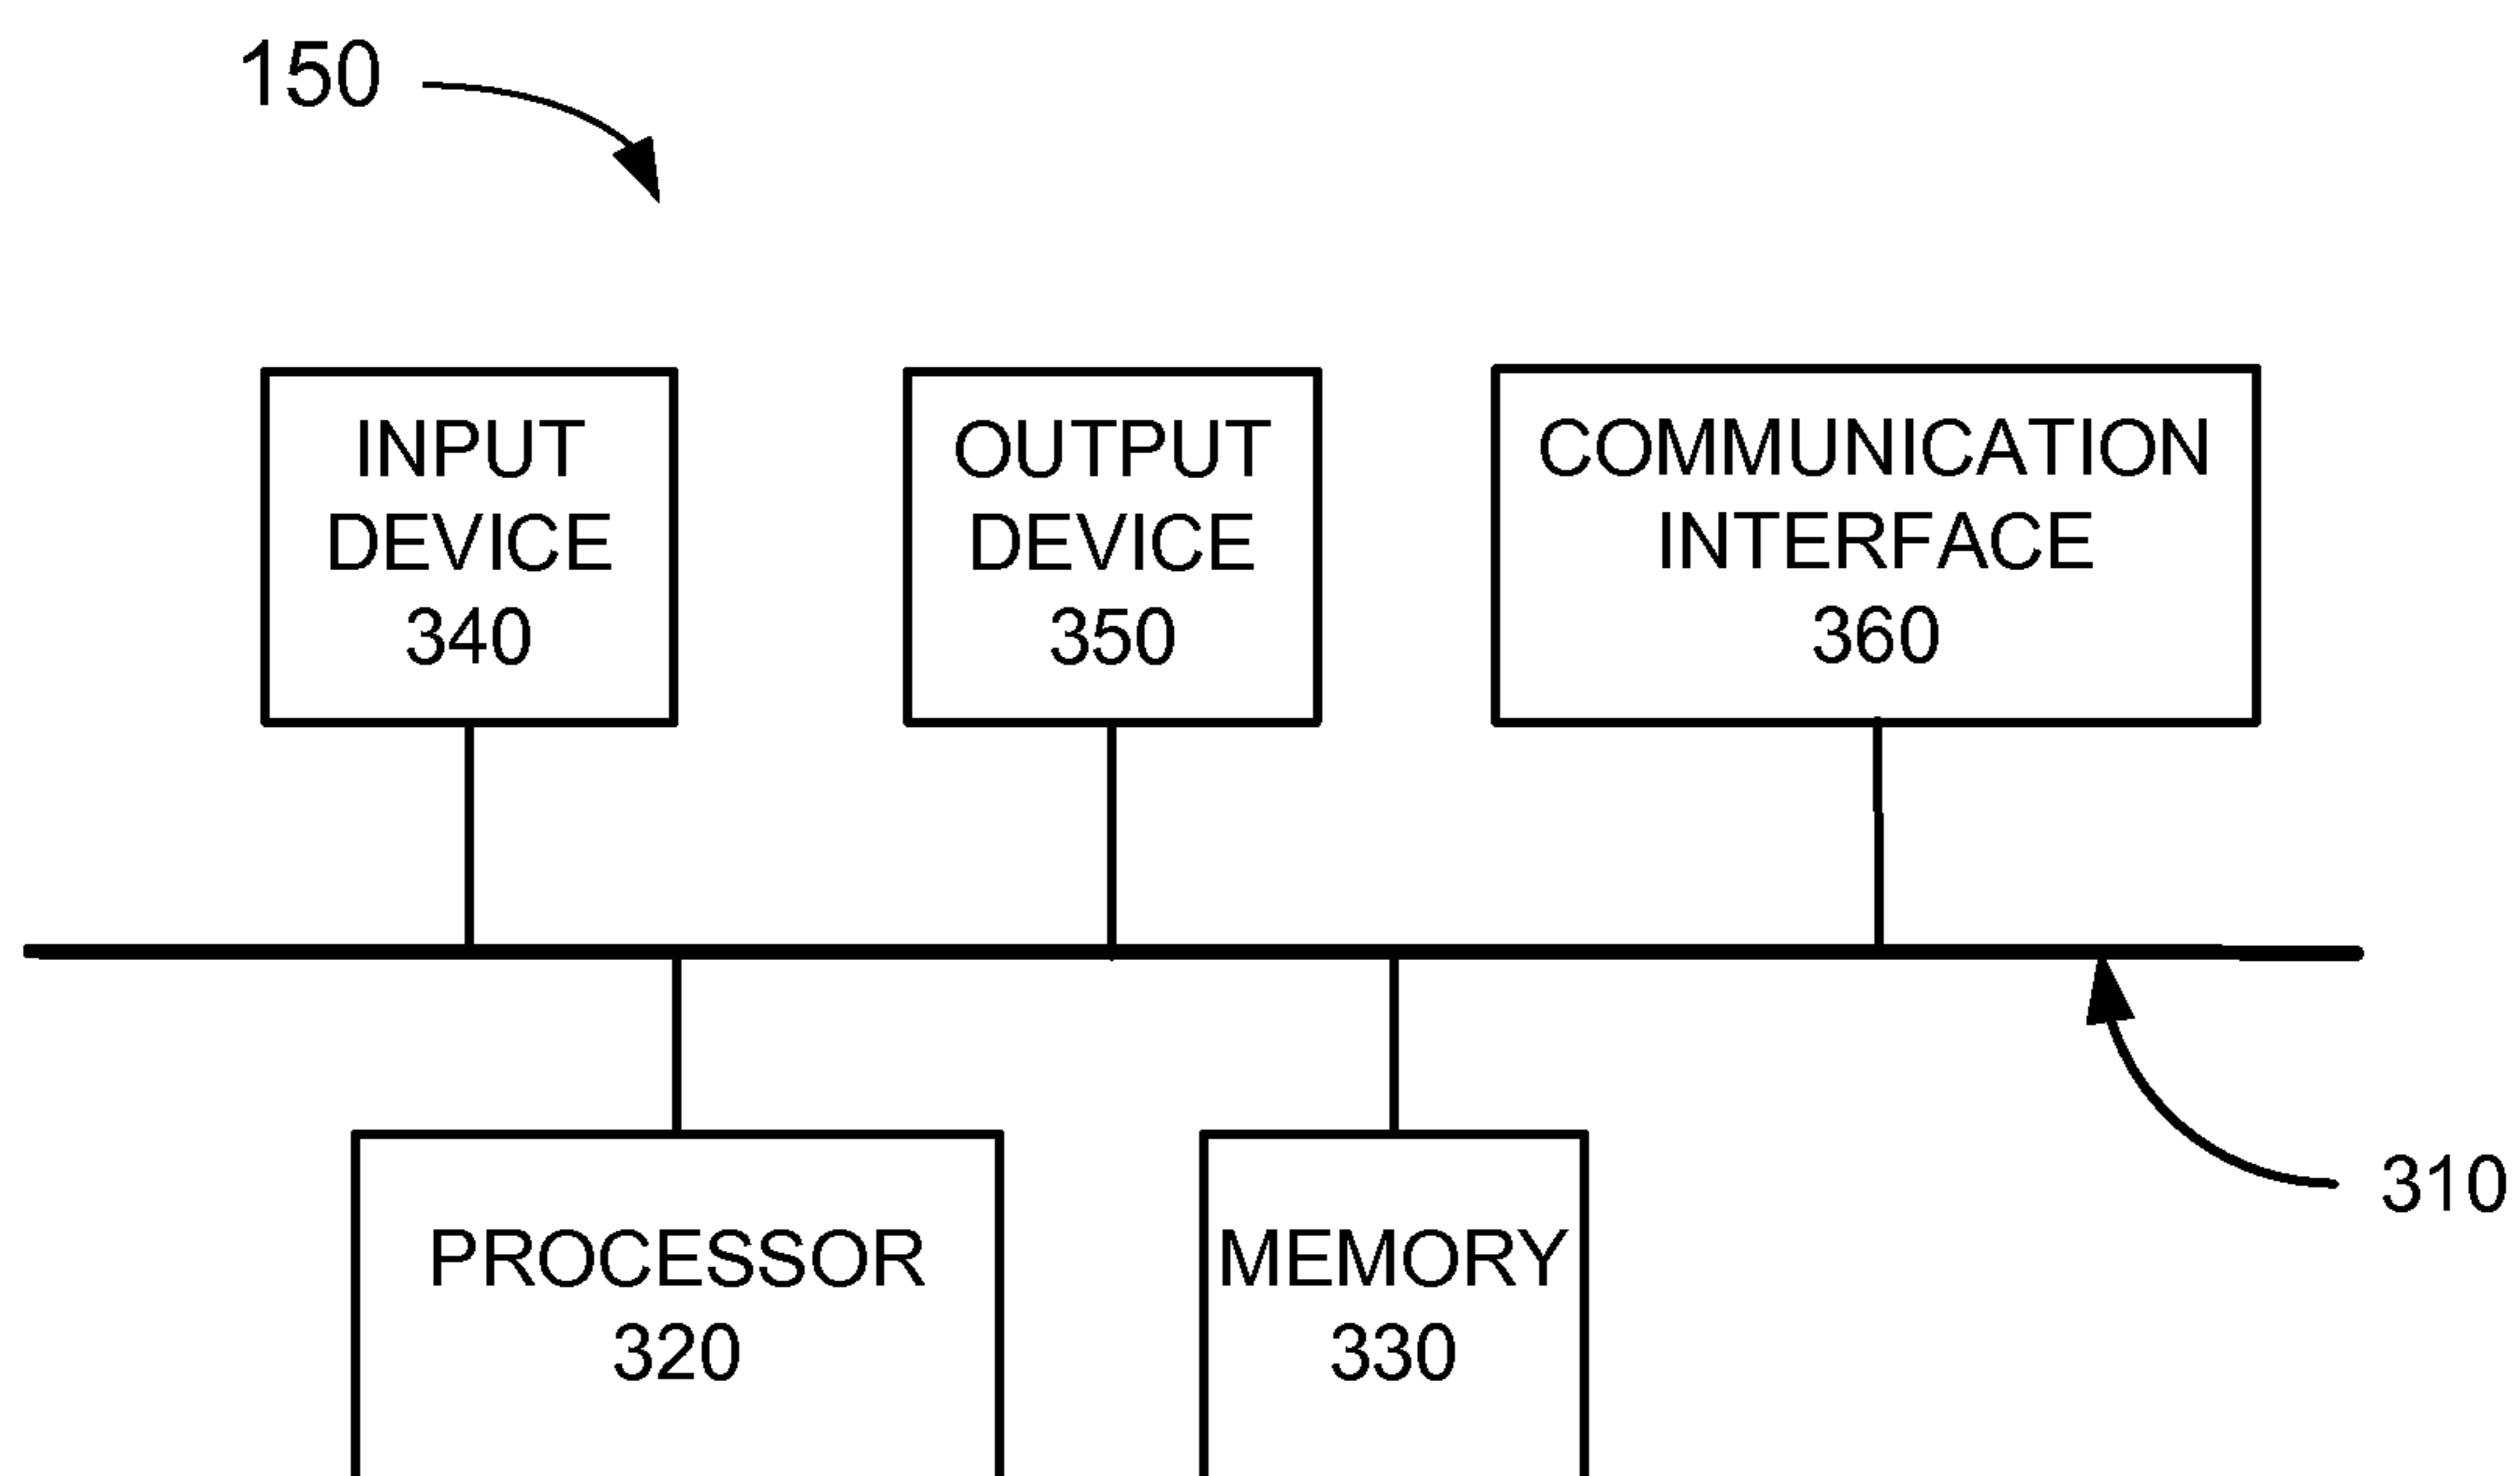 150
INPUT
DEVICE
340
OUTPUT
DEVICE
350
COMMUNICATION
INTERFACE
360
PROCESSOR
320
MEMORY
330
310